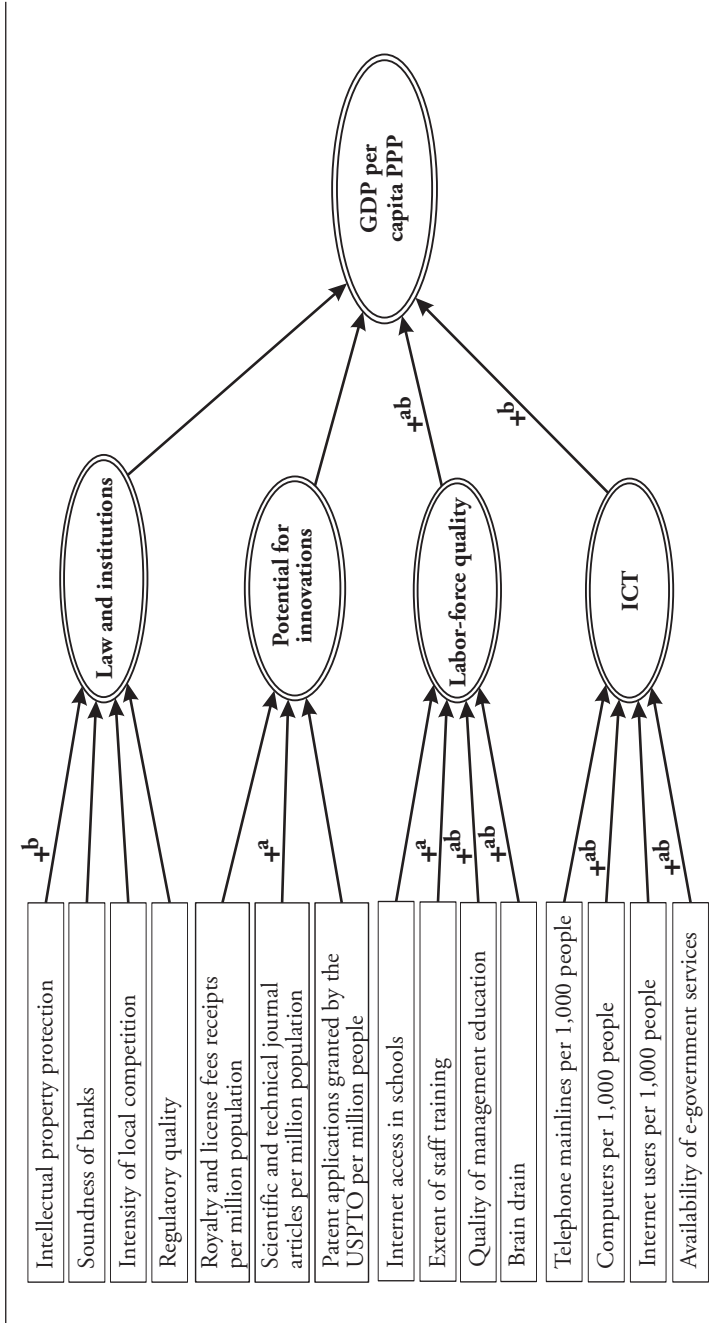 Intellectual property protection
Soundness of banks
Intensity of local competition
Regulatory quality
Royalty and license fees receipts
per million population
Scientific and technical journal
articles per million population
Patent applications granted by the
USPTO per million people
Internet access in schools
Extent of staff training
Quality of management education
Brain drain
Telephone mainlines per 1,000 people
Computers per 1,000 people
Internet users per 1,000 people
Availability of e-government services
+b
+a
+a
+ab
+ab
+ab
+ab
Law and institutions
Potential for
innovations
Labor-force quality
ICT
+ab
+b
GDP per
capita PPP